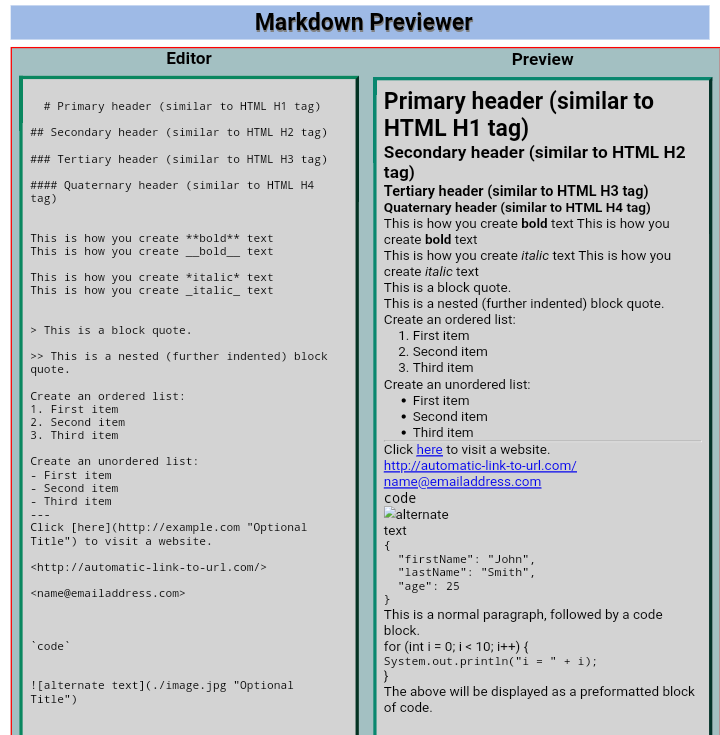 Markdown Previewer
Editor
# Primary header (similar to HTML H1 tag)
## Secondary header (similar to HTML H2 tag)
### Tertiary header (similar to HTML H3 tag)
#### Quaternary header (similar to HTML H4
tag)
This is how you create **bold** text
This is how you create __bold__ text
This is how you create *italic* text
This is how you create _italic_ text
> This is a block quote.
>> This is a nested (further indented) block
quote.
Create an ordered list:
1. First item
2. Second item
3. Third item
Create an unordered list:
- First item
- Second item
- Third item
---
Click [here](http://example.com "Optional
Title") to visit a website.
<http://automatic-link-to-url.com/>
<name@emailaddress.com>
`code`
![alternate text](./image.jpg "Optional
Title")
Preview
Primary header (similar to
HTML H1 tag)
Secondary header (similar to HTML H2
tag)
Tertiary header (similar to HTML H3 tag)
Quaternary header (similar to HTML H4 tag)
This is how you create bold text This is how you
create bold text
This is how you create italic text This is how you
create italic text
This is a block quote.
This is a nested (further indented) block quote.
Create an ordered list:
1. First item
2. Second item
3. Third item
Create an unordered list:
• First item
• Second item
• Third item
Click here to visit a website.
http://automatic-link-to-url.com/
name@emailaddress.com
code
alternate
text
{
"firstName": "John",
"lastName": "Smith",
"age": 25
}
This is a normal paragraph, followed by a code
block.
for (int i = 0; i < 10; i++) {
System.out.println("i = " + i);
}
The above will be displayed as a preformatted block
of code.